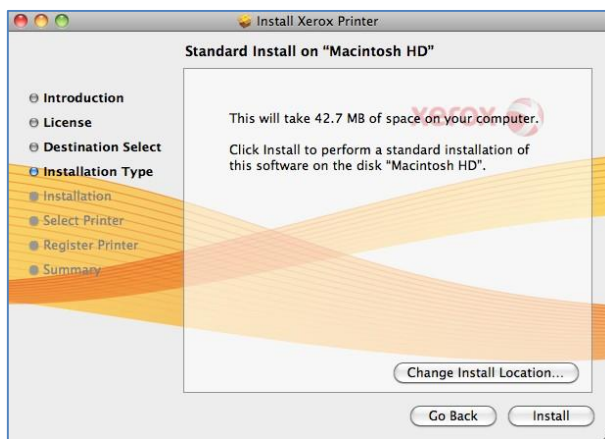 Install Xerox Printer
Standard Install on “Macintosh HD”
Introduction
License
Destination Select
Installation Type
Installation
Select Printer
Register Printer
Summary
xerox
This will take 42.7 MB of space on your computer.
Click Install to perform a standard installation of
this software on the disk “Macintosh HD”.
Change Install Location...
Go Back
Install